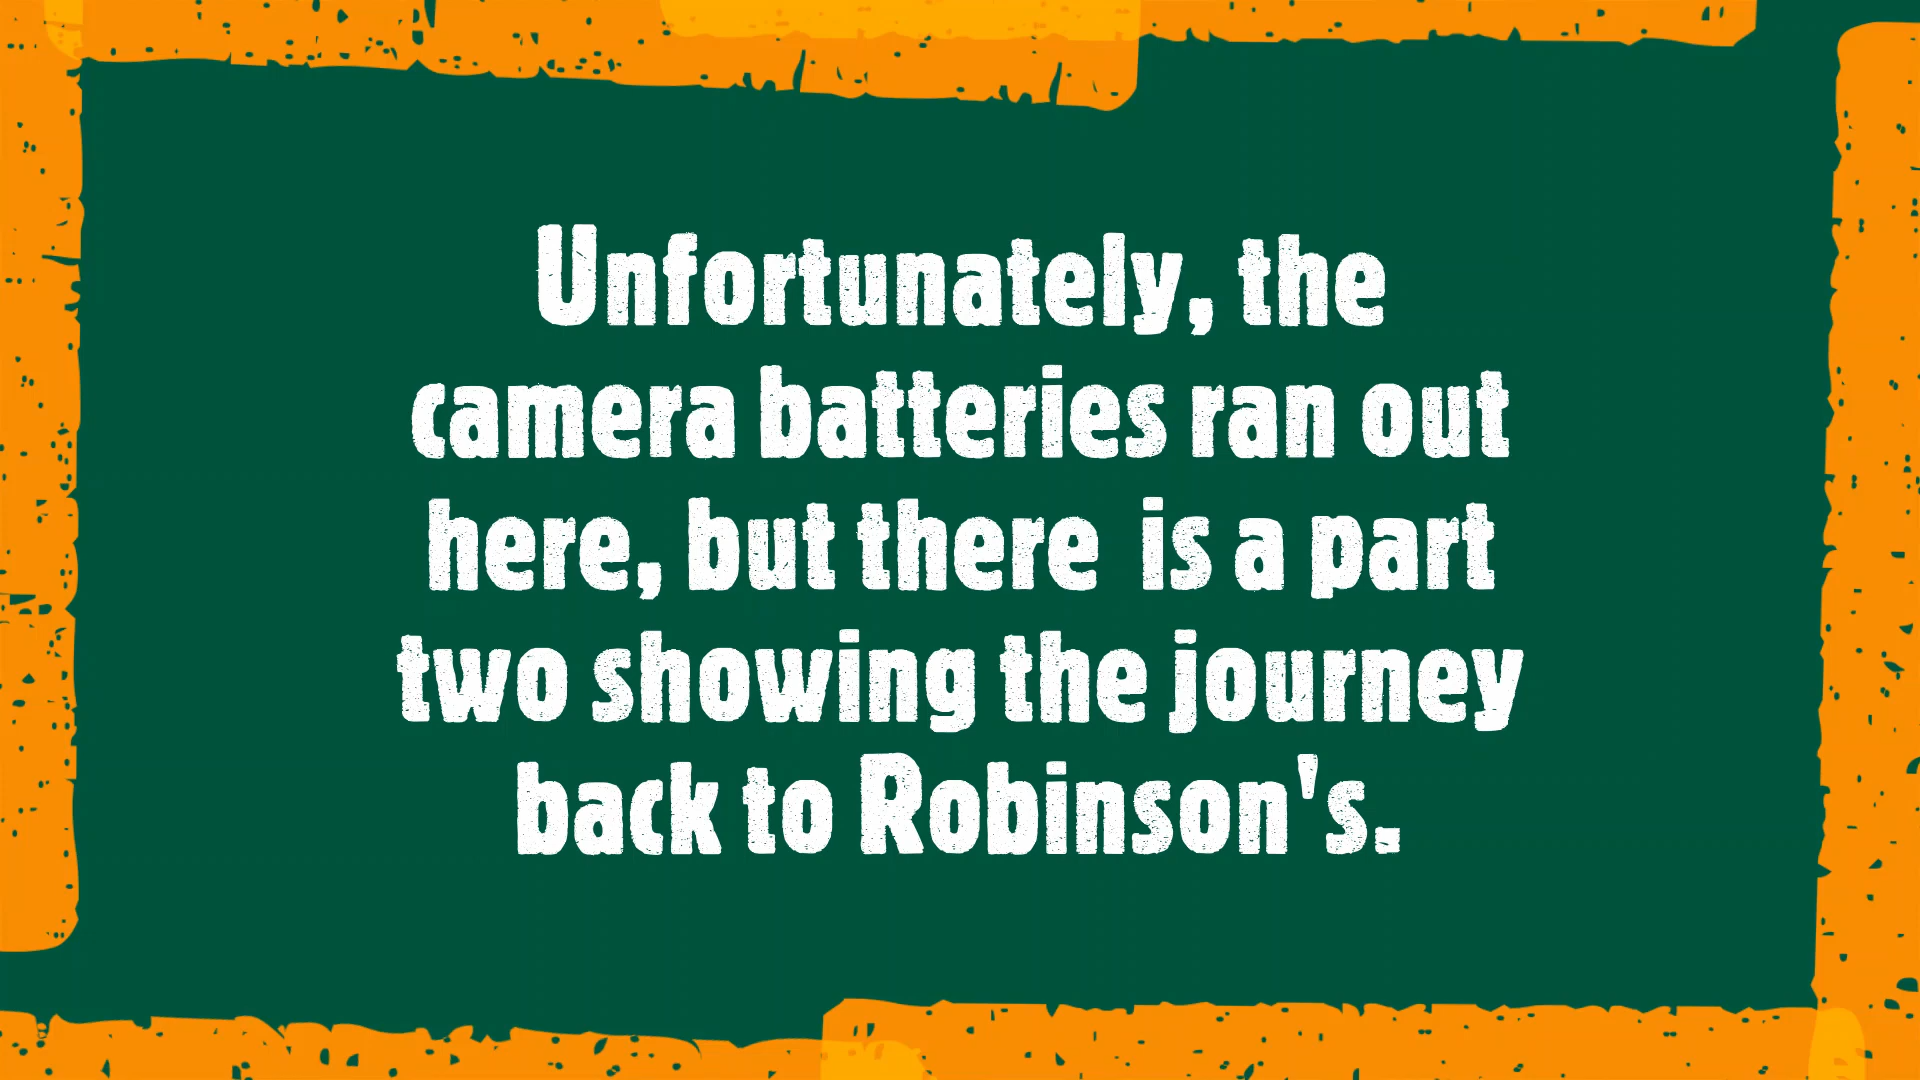 Unfortunately, the
camera batteries ran out
here, but there  is a part
two showing the journey
back to Robinson's.